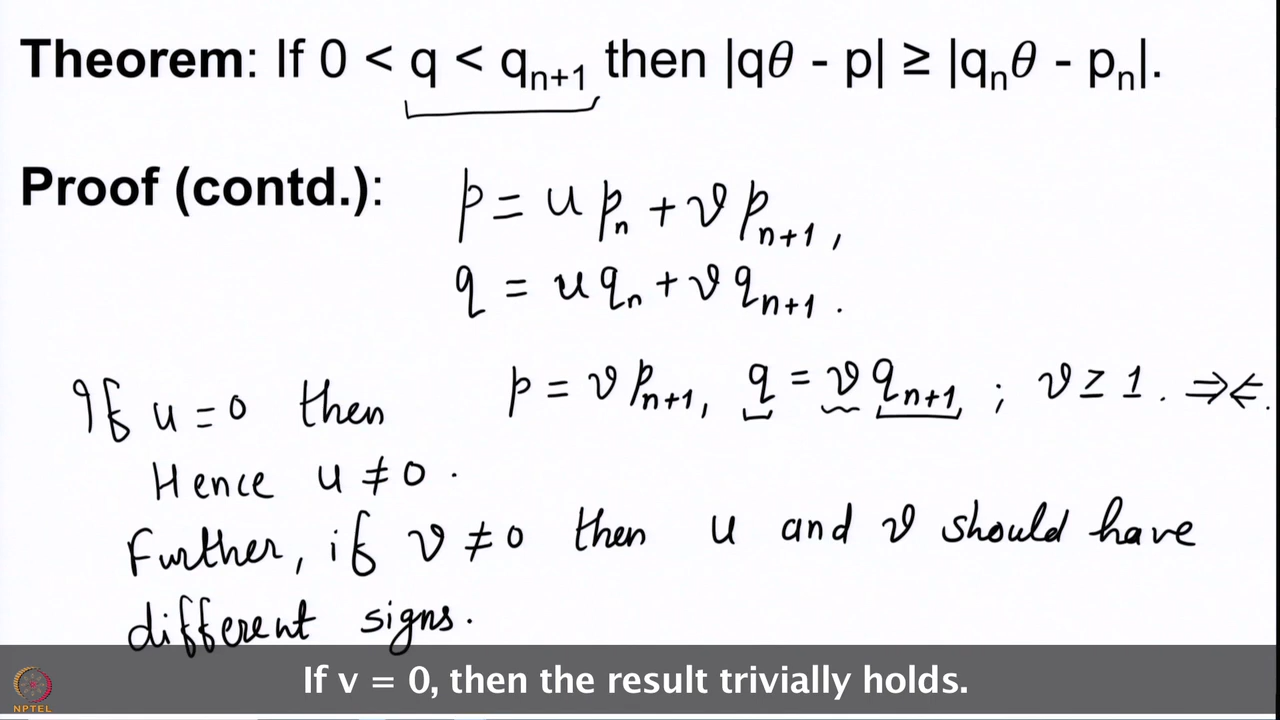 Theorem: If 0 < q < qₙ₊₁ then |qθ - p| ≥ |qₙθ - pₙ|.
Proof (contd.): p = u pₙ + v pₙ₊₁,
q = u qₙ + v qₙ₊₁.
If u = 0 then p = v pₙ₊₁, q = v qₙ₊₁ ; v ≥ 1. ⇒⇐.
Hence u ≠ 0.
Further, if v ≠ 0 then u and v should have
different signs.
If v = 0, then the result trivially holds.
NPTEL